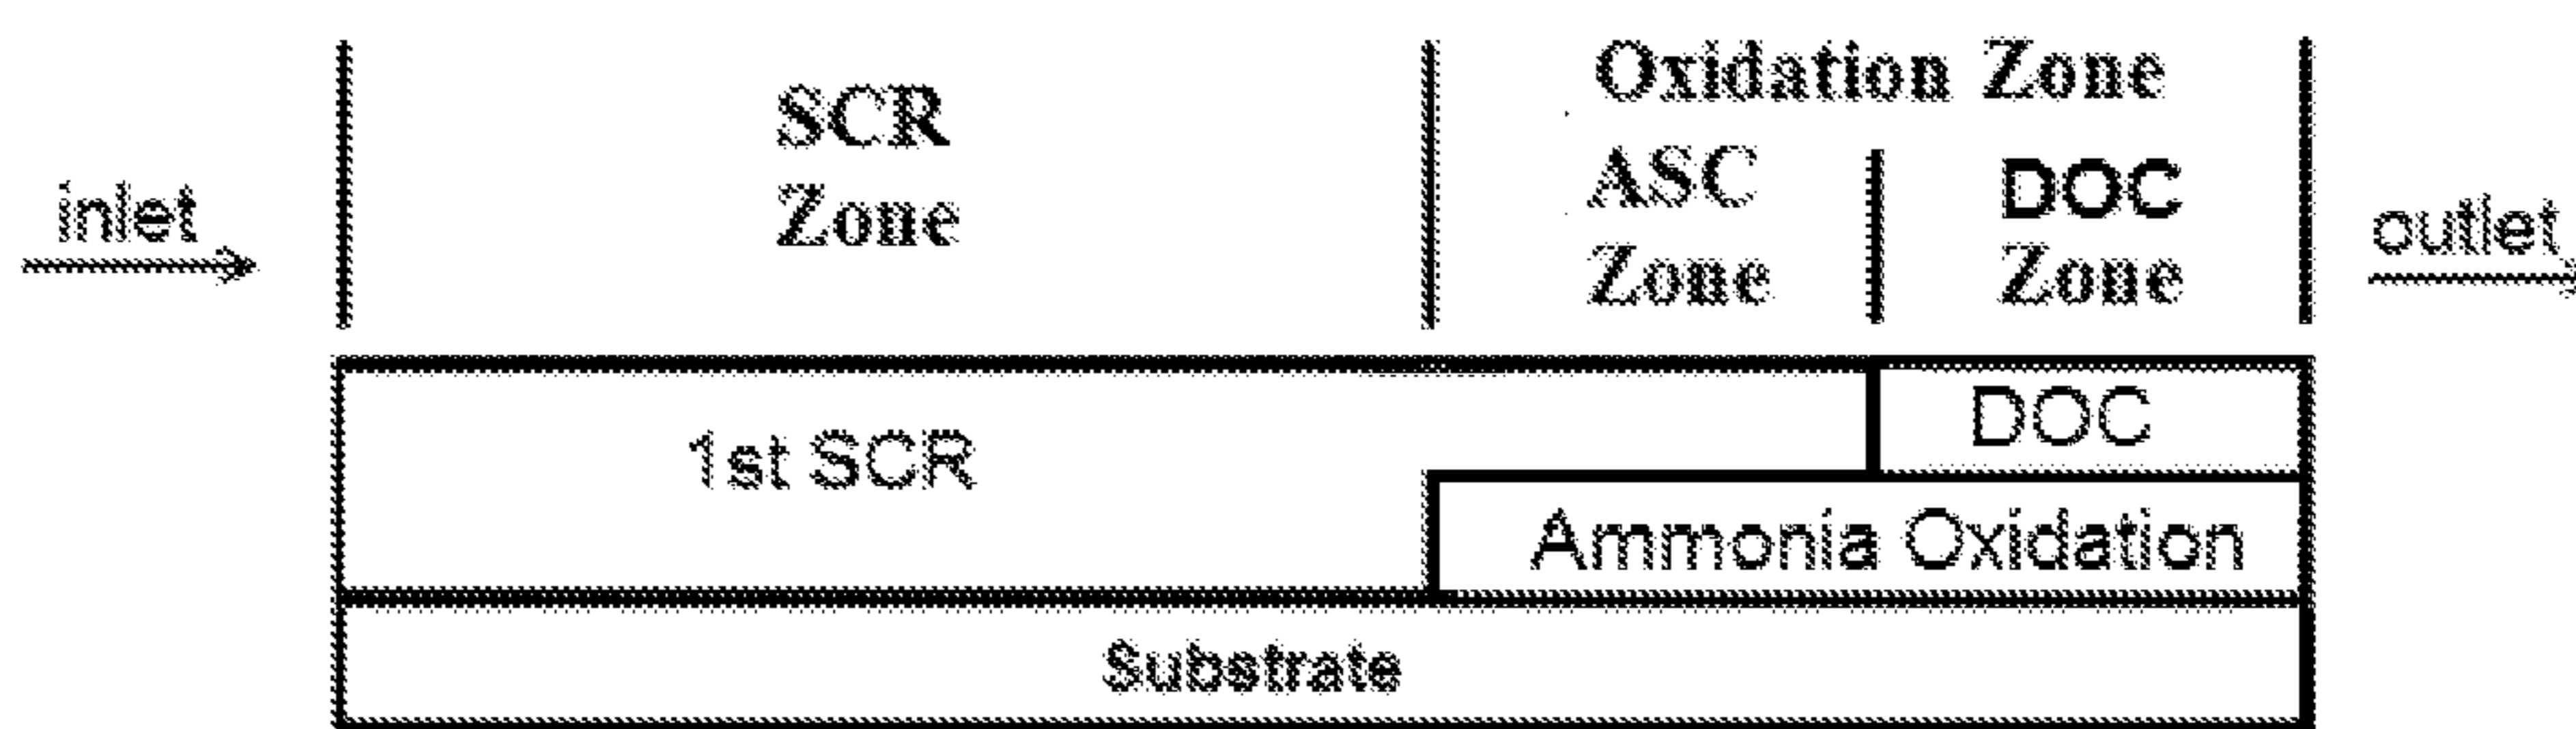 inlet
SCR
Zone
Oxidation Zone
ASC
Zone
DOC
Zone
outlet
1st SCR
DOC
Ammonia Oxidation
Substrate